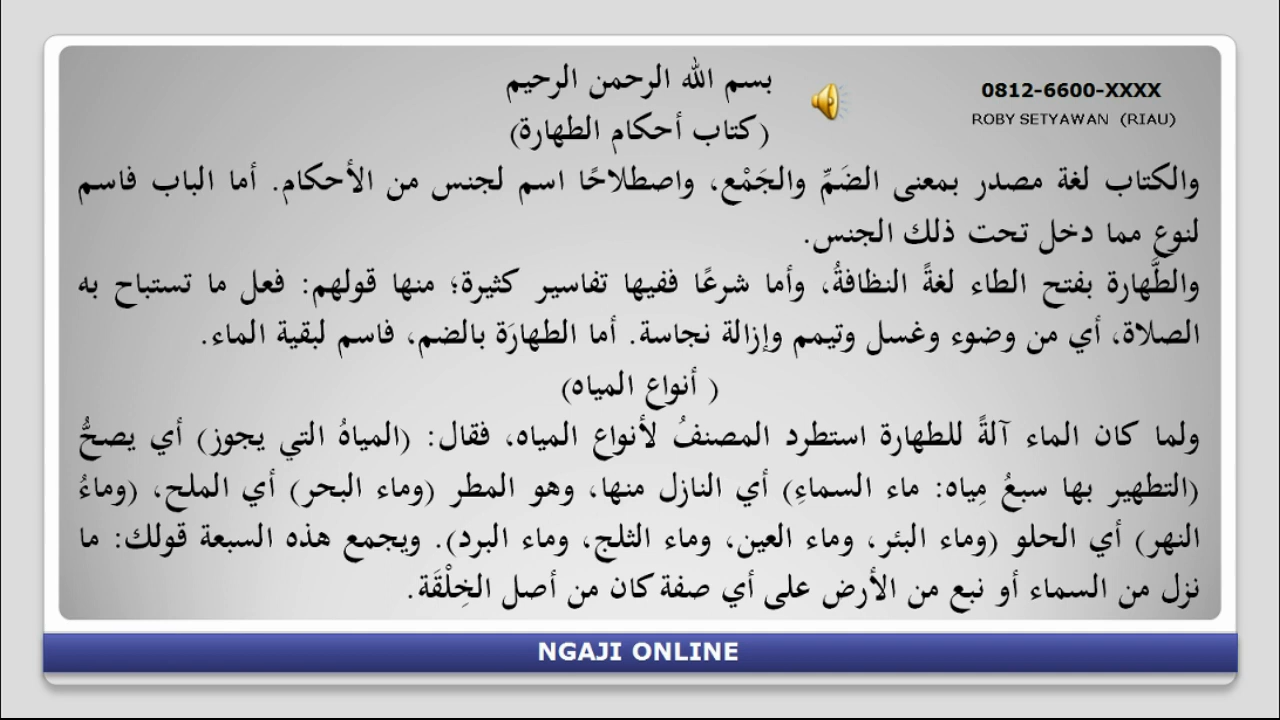 بسم الله الرحمن الرحيم
0812-6600-XXXX
ROBY SETYAWAN (RIAU)
(كتاب أحكام الطهارة)
والكتاب لغة مصدر بمعنى الضَمِّ والجَمْع، واصطلاحًا اسم لجنس من الأحكام. أما الباب فاسم
لنوع مما دخل تحت ذلك الجنس.
والطَّهارة بفتح الطاء لغةً النظافةُ، وأما شرعًا ففيها تفاسير كثيرة؛ منها قولهم: فعل ما تستباح به
الصلاة، أي من وضوء وغسل وتيمم وإزالة نجاسة. أما الطهارَة بالضم، فاسم لبقية الماء.
( أنواع المياه)
ولما كان الماء آلةً للطهارة استطرد المصنفُ لأنواع المياه، فقال: (المياهُ التي يجوز) أي يصحُّ
(التطهير بها سبعُ مِياه: ماء السماءِ) أي النازل منها، وهو المطر (وماء البحر) أي الملح، (وماءُ
النهر) أي الحلو (وماء البئر، وماء العين، وماء الثلج، وماء البرد). ويجمع هذه السبعة قولك: ما
نزل من السماء أو نبع من الأرض على أي صفة كان من أصل الخِلْقَة.
NGAJI ONLINE